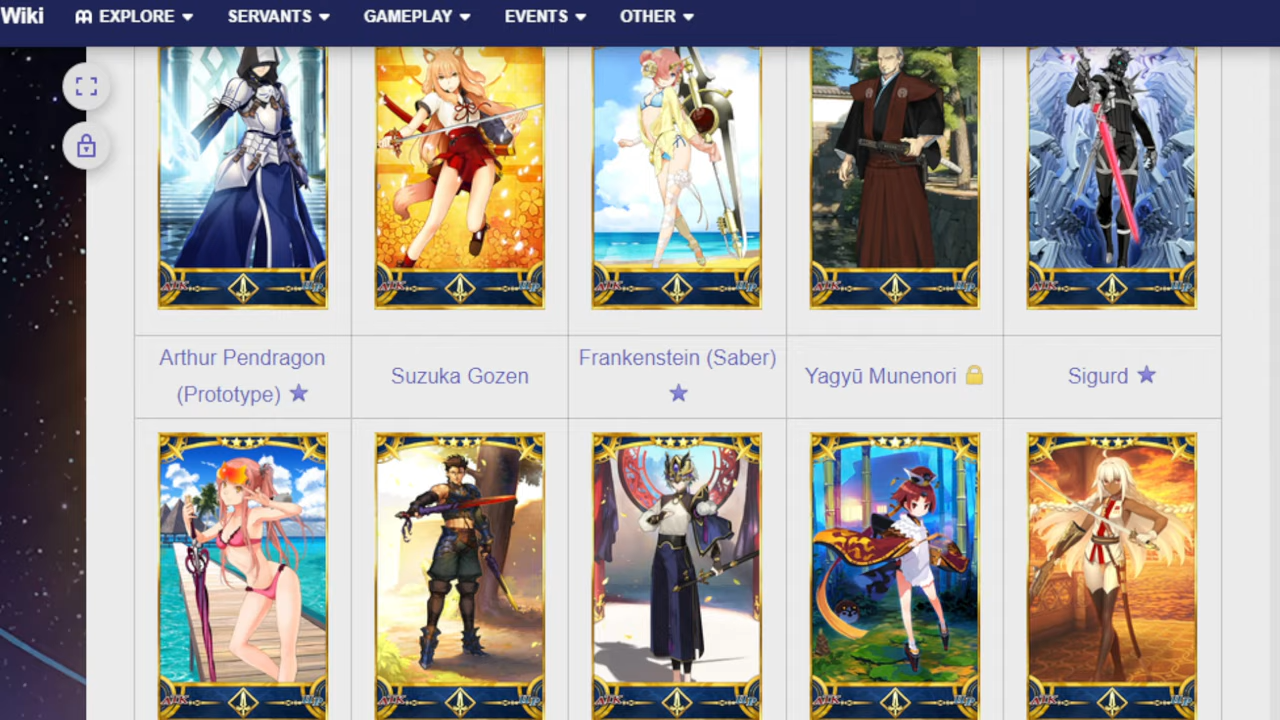 Wiki EXPLORE SERVANTS GAMEPLAY EVENTS OTHER
Arthur Pendragon
(Prototype)
Suzuka Gozen
Frankenstein (Saber)
Yagyū Munenori
Sigurd